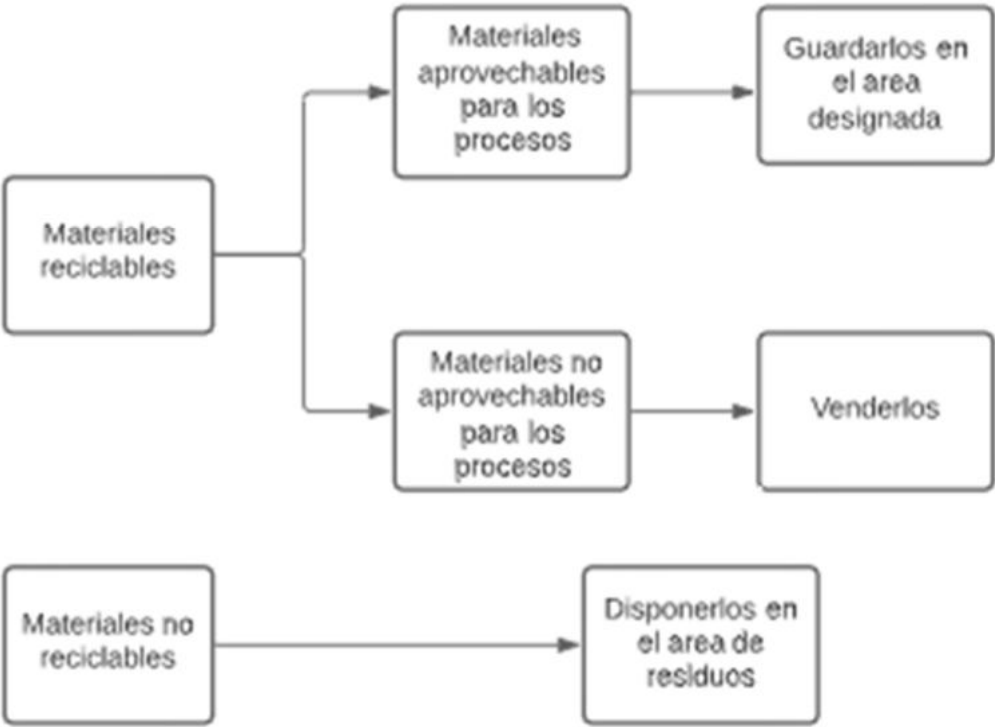 Materiales
aprovechables
para los
procesos
Guardarlos en
el area
designada
Materiales
reciclables
Materiales no
aprovechables
para los
procesos
Venderlos
Materiales no
reciclables
Disponerlos en
el area de
residuos